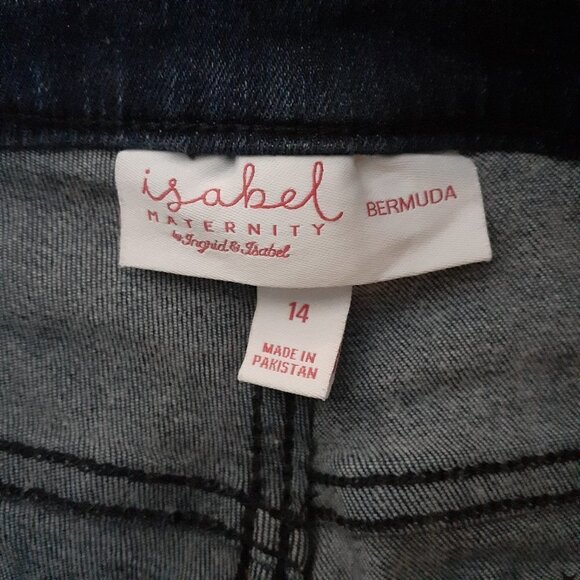 isabel
MATERNITY
by Ingrid & Isabel
BERMUDA
14
MADE IN
PAKISTAN